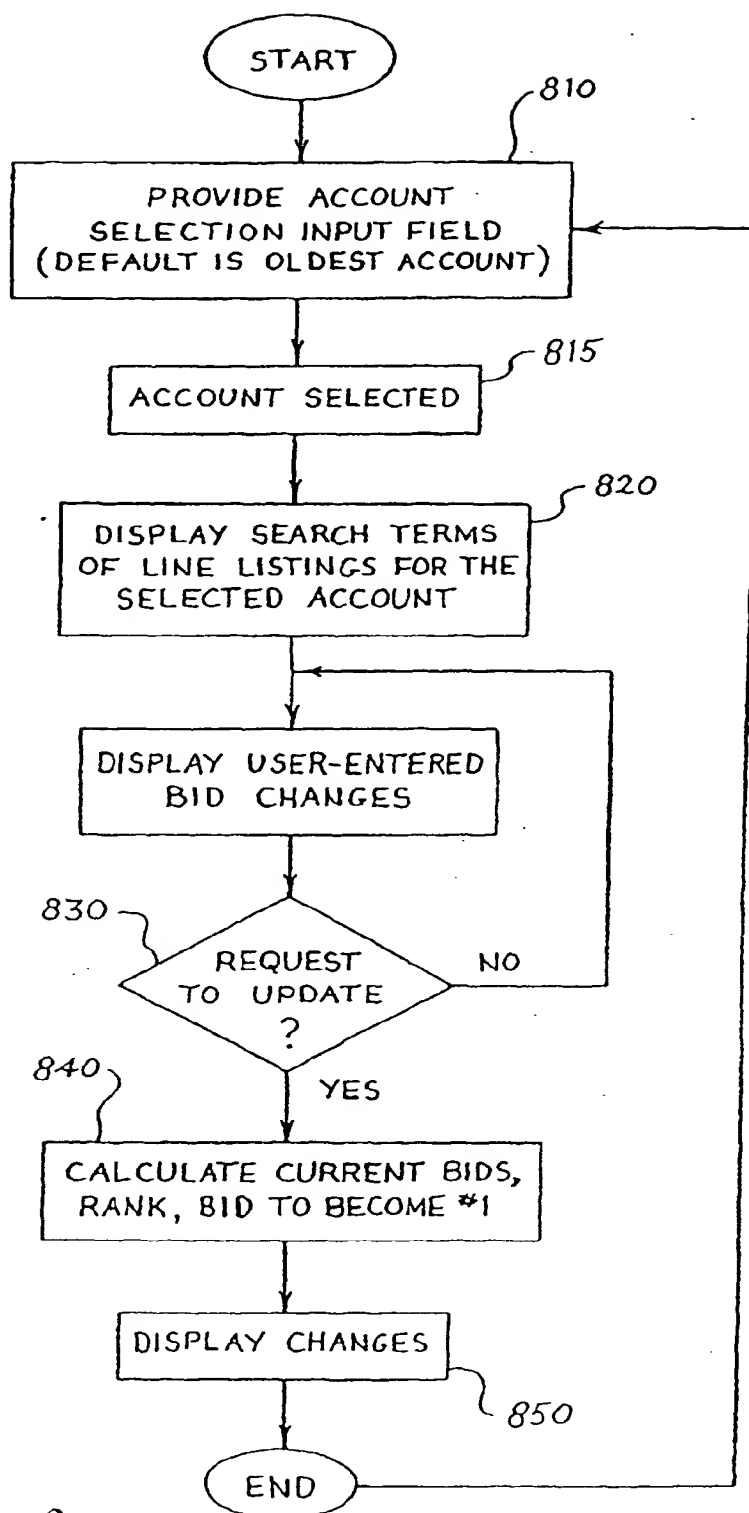 START
810
PROVIDE ACCOUNT
SELECTION INPUT FIELD
(DEFAULT IS OLDEST ACCOUNT)
815
ACCOUNT SELECTED
820
DISPLAY SEARCH TERMS
OF LINE LISTINGS FOR THE
SELECTED ACCOUNT
DISPLAY USER-ENTERED
BID CHANGES
830
REQUEST
TO UPDATE
?
NO
YES
840
CALCULATE CURRENT BIDS,
RANK, BID TO BECOME #1
DISPLAY CHANGES
850
END